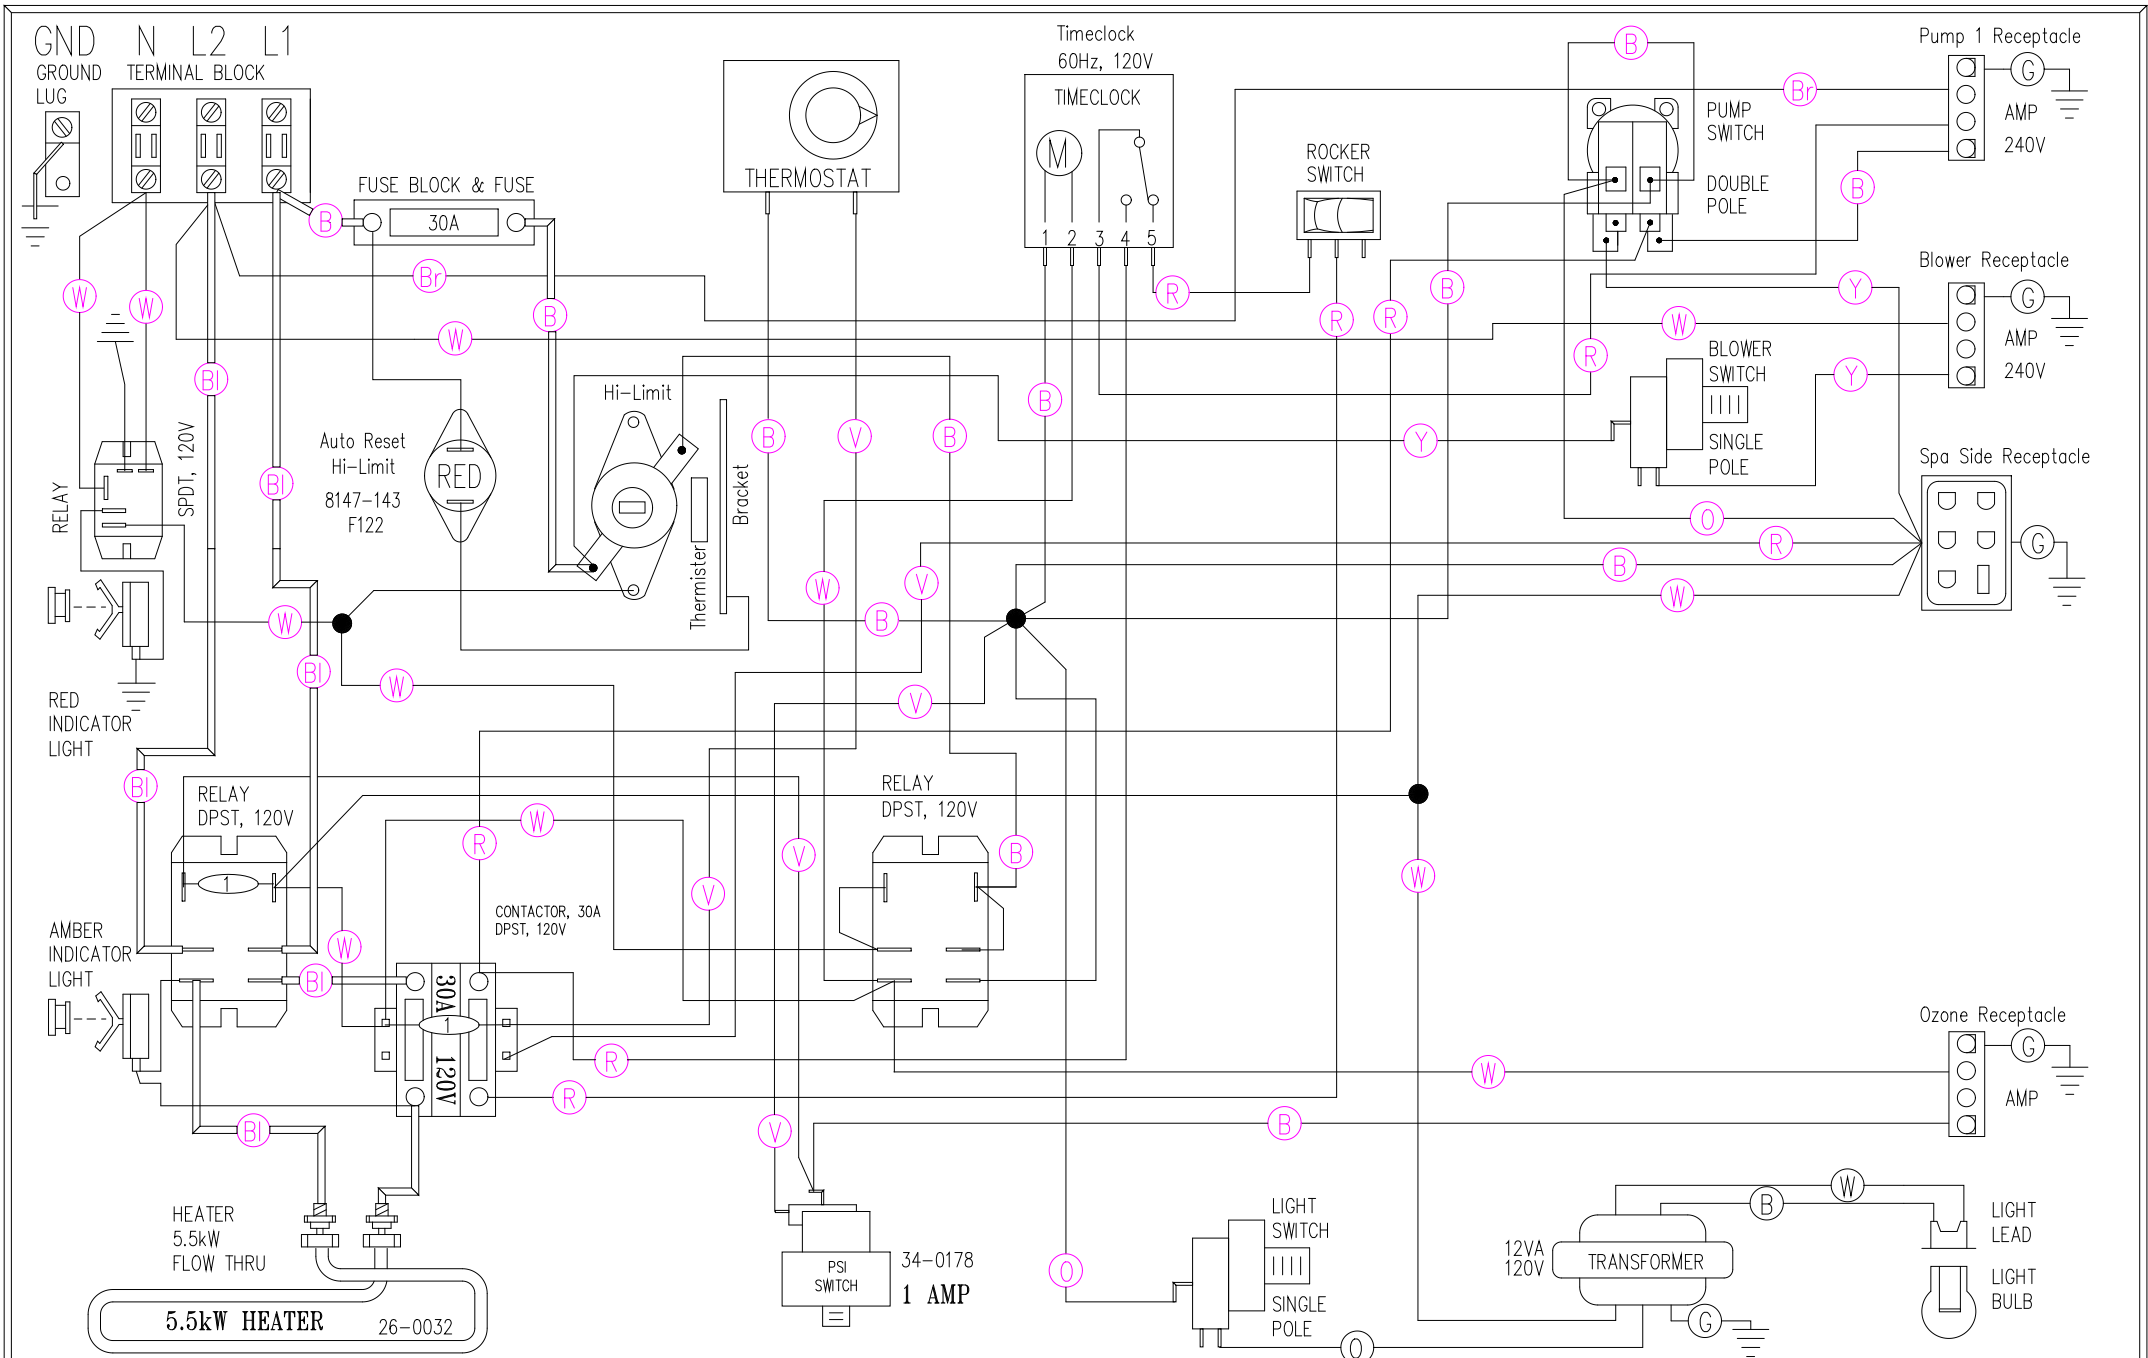 GND N L2 L1
GROUND
LUG
TERMINAL BLOCK
FUSE BLOCK & FUSE
30A
B
THERMOSTAT
Timeclock
60Hz, 120V
TIMECLOCK
M
1 2 3 4 5
ROCKER
SWITCH
B
PUMP
SWITCH
DOUBLE
POLE
Pump 1 Receptacle
G
AMP
240V
Br
B
W
W
Br
B
W
Bl
R
R
R
B
W
Y
R
Blower Receptacle
G
AMP
240V
BLOWER
SWITCH
SINGLE
POLE
Y
Y
RELAY
SPDT, 120V
Bl
Auto Reset
Hi-Limit
8147-143
F122
RED
Hi-Limit
Thermister
Bracket
B
V
B
B
W
V
B
Spa Side Receptacle
G
O
R
B
W
W
Bl
W
V
RED
INDICATOR
LIGHT
Bl
RELAY
DPST, 120V
1
W
R
V
V
RELAY
DPST, 120V
B
W
AMBER
INDICATOR
LIGHT
W
Bl
CONTACTOR, 30A
DPST, 120V
30A
1
120V
R
R
W
B
V
Bl
Ozone Receptacle
G
AMP
HEATER
5.5kW
FLOW THRU
5.5kW HEATER
26-0032
PSI
SWITCH
34-0178
1 AMP
O
LIGHT
SWITCH
SINGLE
POLE
O
12VA
120V
TRANSFORMER
G
W
B
LIGHT
LEAD
LIGHT
BULB